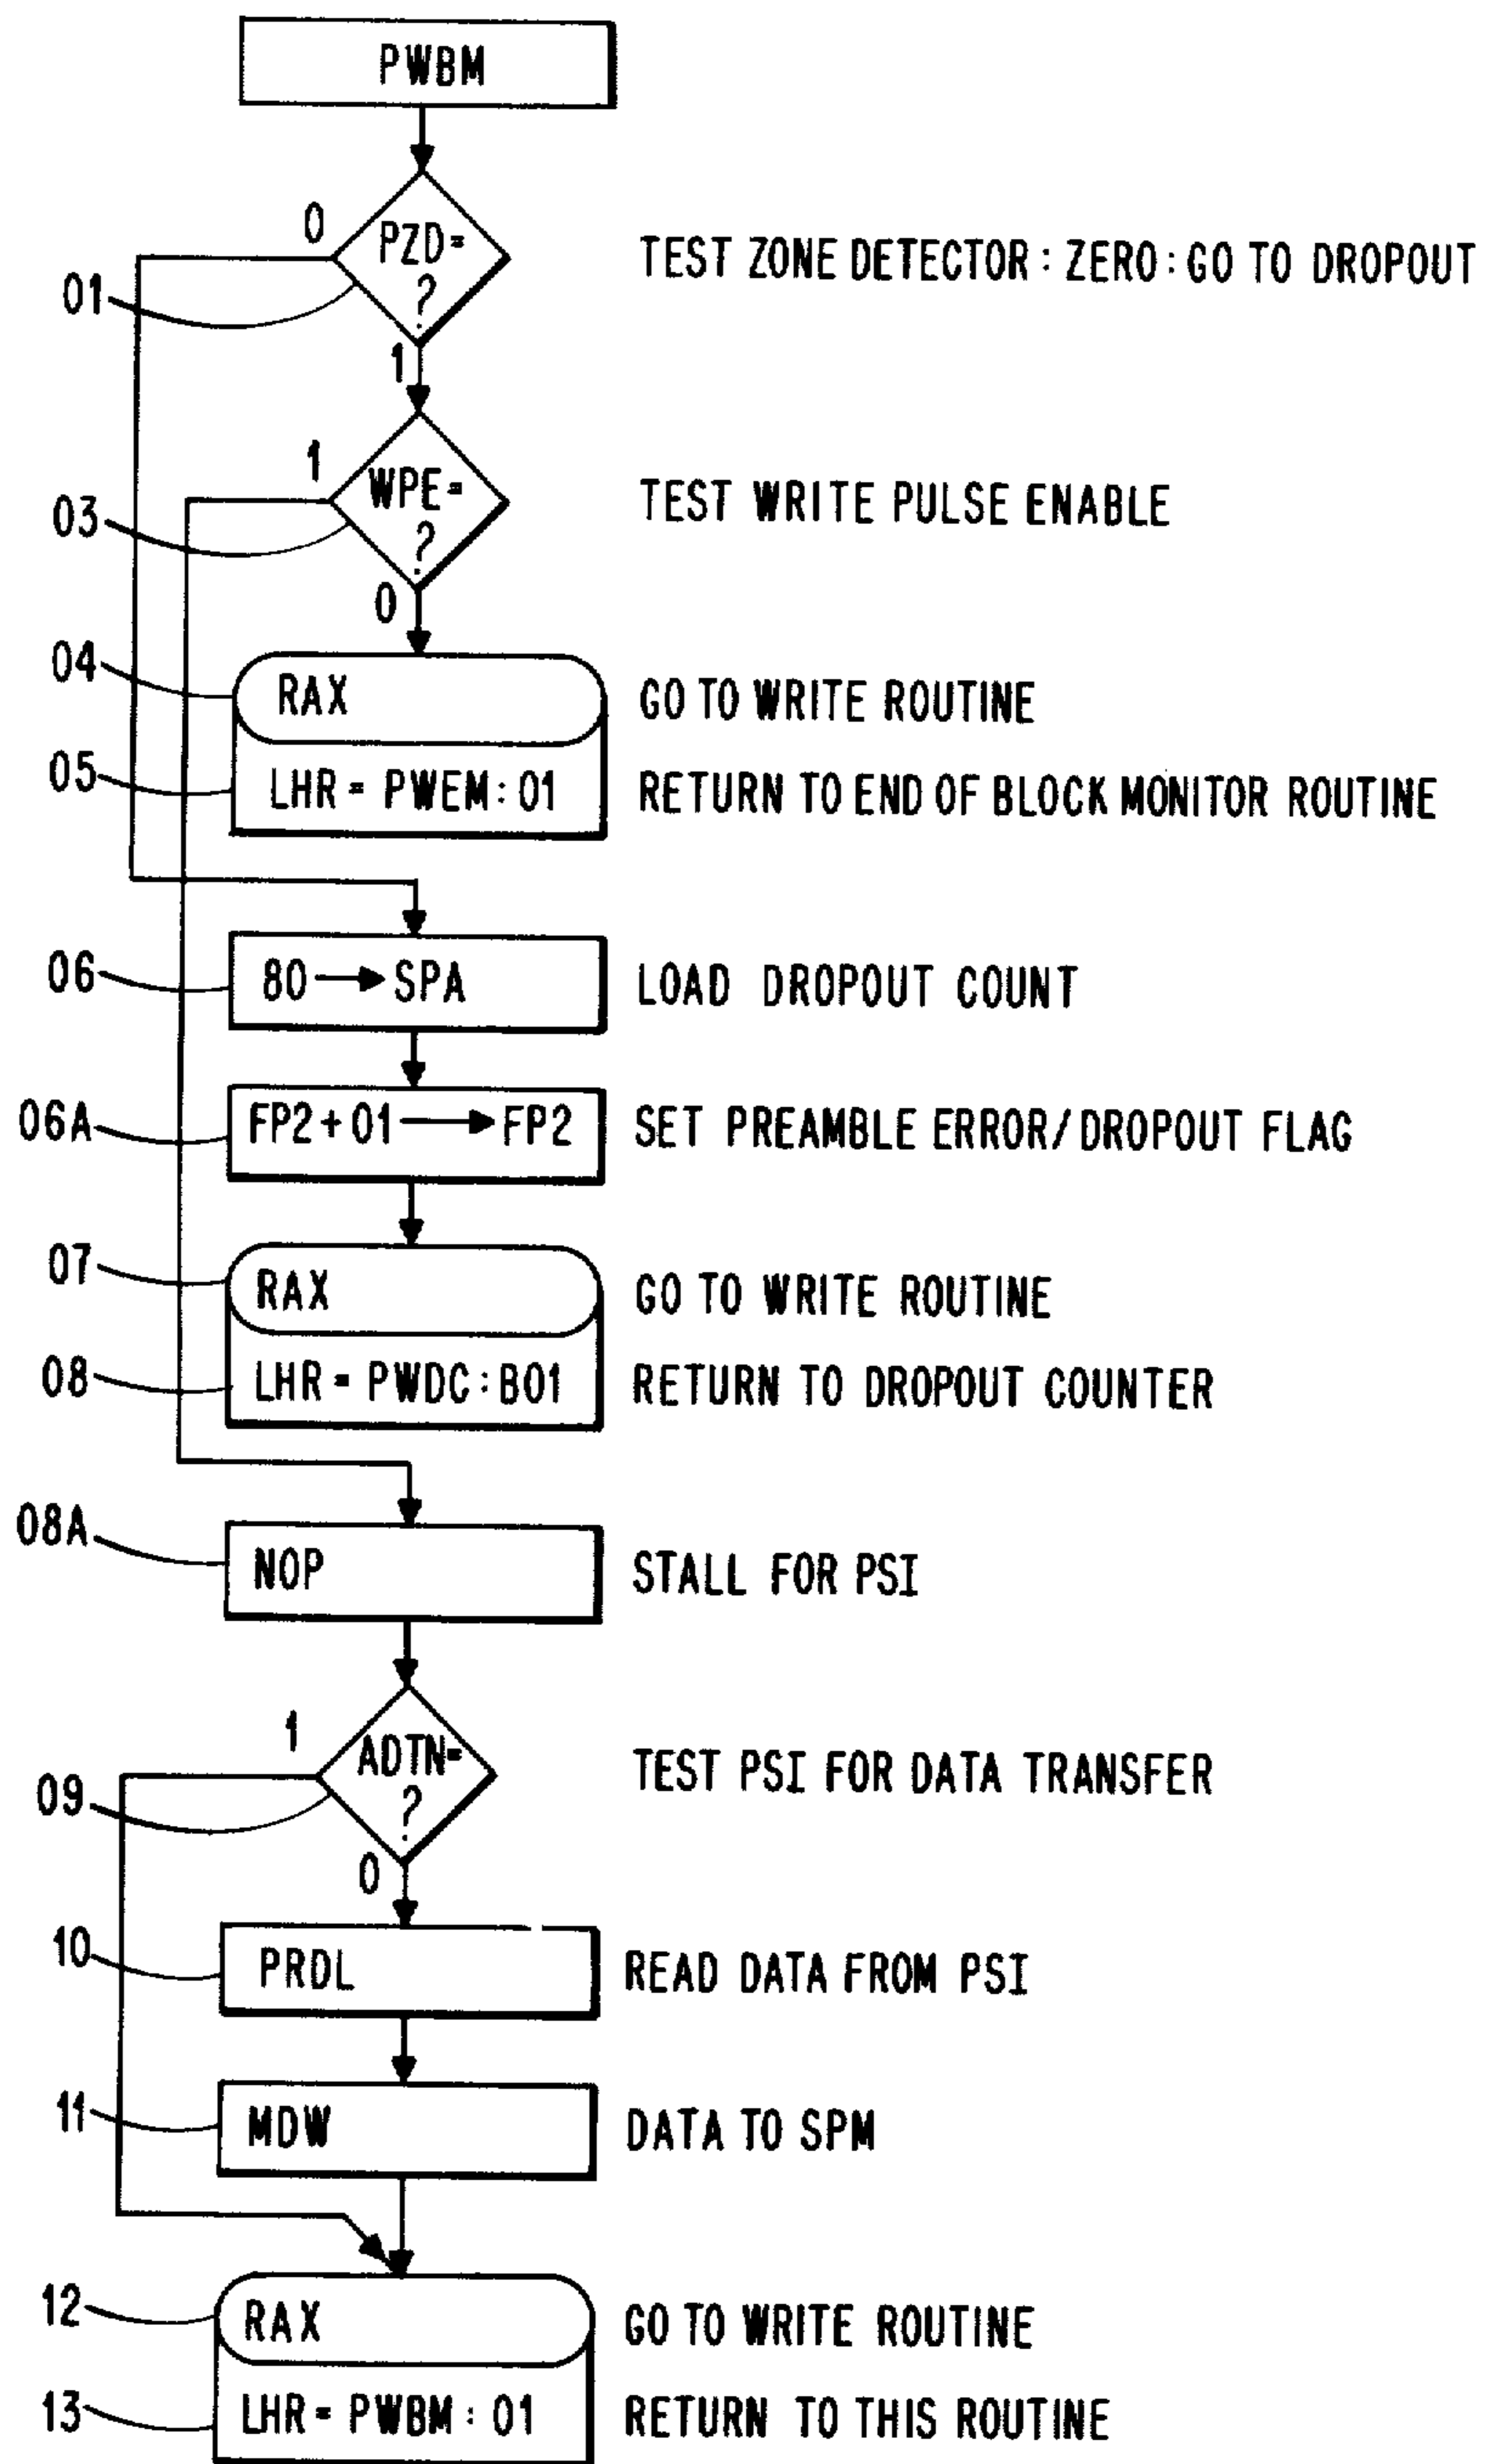 PWBM
0 PZD= TEST ZONE DETECTOR : ZERO : GO TO DROPOUT
01 ?
1
1 WPE= TEST WRITE PULSE ENABLE
03 ?
0
04 RAX GO TO WRITE ROUTINE
05 LHR = PWEM : 01 RETURN TO END OF BLOCK MONITOR ROUTINE
06 80 → SPA LOAD DROPOUT COUNT
06A FP2 + 01 → FP2 SET PREAMBLE ERROR/DROPOUT FLAG
07 RAX GO TO WRITE ROUTINE
08 LHR = PWDC : B01 RETURN TO DROPOUT COUNTER
08A NOP STALL FOR PSI
1 ADTN= TEST PSI FOR DATA TRANSFER
09 ?
0
10 PRDL READ DATA FROM PSI
11 MDW DATA TO SPM
12 RAX GO TO WRITE ROUTINE
13 LHR = PWBM : 01 RETURN TO THIS ROUTINE